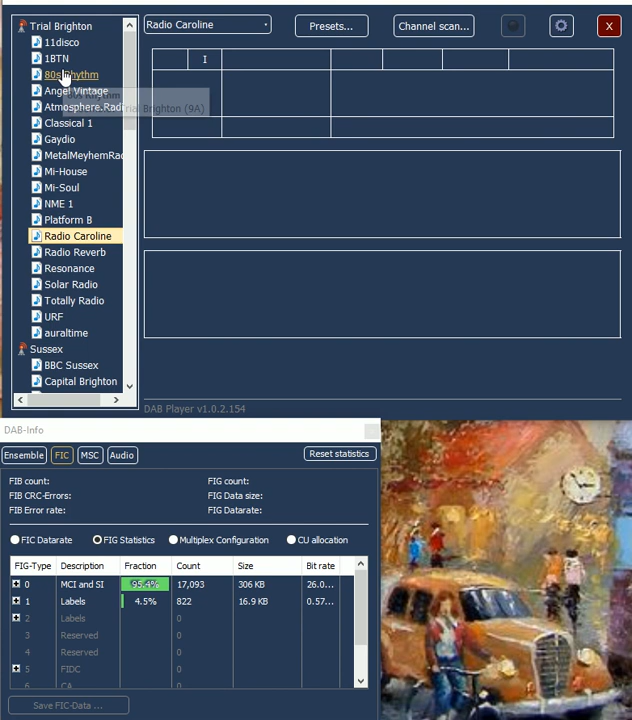 Trial Brighton
11disco
1BTN
80s Rhythm
Angel Vintage
Atmosphere.Radi
Classical 1
Gaydio
MetalMeyhemRad
Mi-House
Mi-Soul
NME 1
Platform B
Radio Caroline
Radio Reverb
Resonance
Solar Radio
Totally Radio
URF
auraltime
Sussex
BBC Sussex
Capital Brighton
80s Rhythm
Trial Brighton (9A)
Radio Caroline
Presets...
Channel scan...
X
I
DAB Player v1.0.2.154
DAB-Info
Ensemble FIC MSC Audio Reset statistics
FIB count: FIG count:
FIB CRC-Errors: FIG Data size:
FIB Error rate: FIG Datarate:
FIC Datarate FIG Statistics Multiplex Configuration CU allocation
FIG-Type Description Fraction Count Size Bit rate
0 MCI and SI 95.4% 17,093 306 KB 26.0...
1 Labels 4.5% 822 16.9 KB 0.57...
2 Labels 0
3 Reserved 0
4 Reserved 0
5 FIDC 0
6 CA 0
Save FIC-Data ...